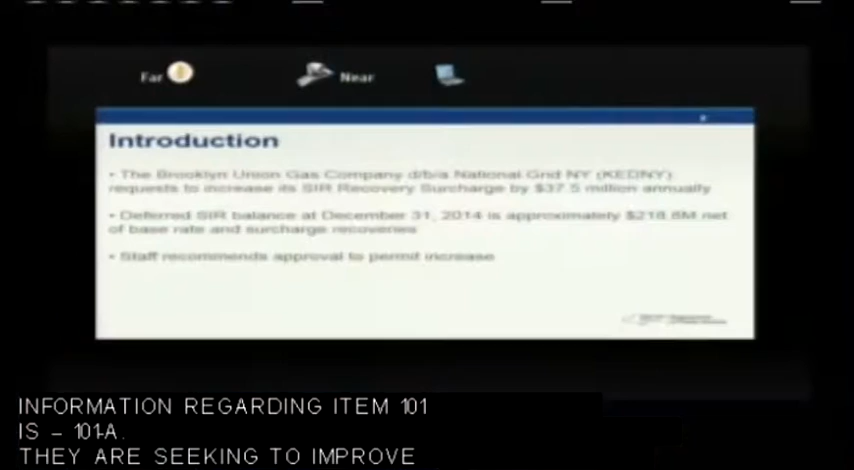 Far
Near
Introduction
• The Brooklyn Union Gas Company d/b/a National Grid NY (KEDNY)
requests to increase its SIR Recovery Surcharge by $37.5 million annually
• Deferred SIR balance at December 31, 2014 is approximately $218.8M net
of base rate and surcharge recoveries
• Staff recommends approval to permit increase
INFORMATION REGARDING ITEM 101
IS – 101-A.
THEY ARE SEEKING TO IMPROVE